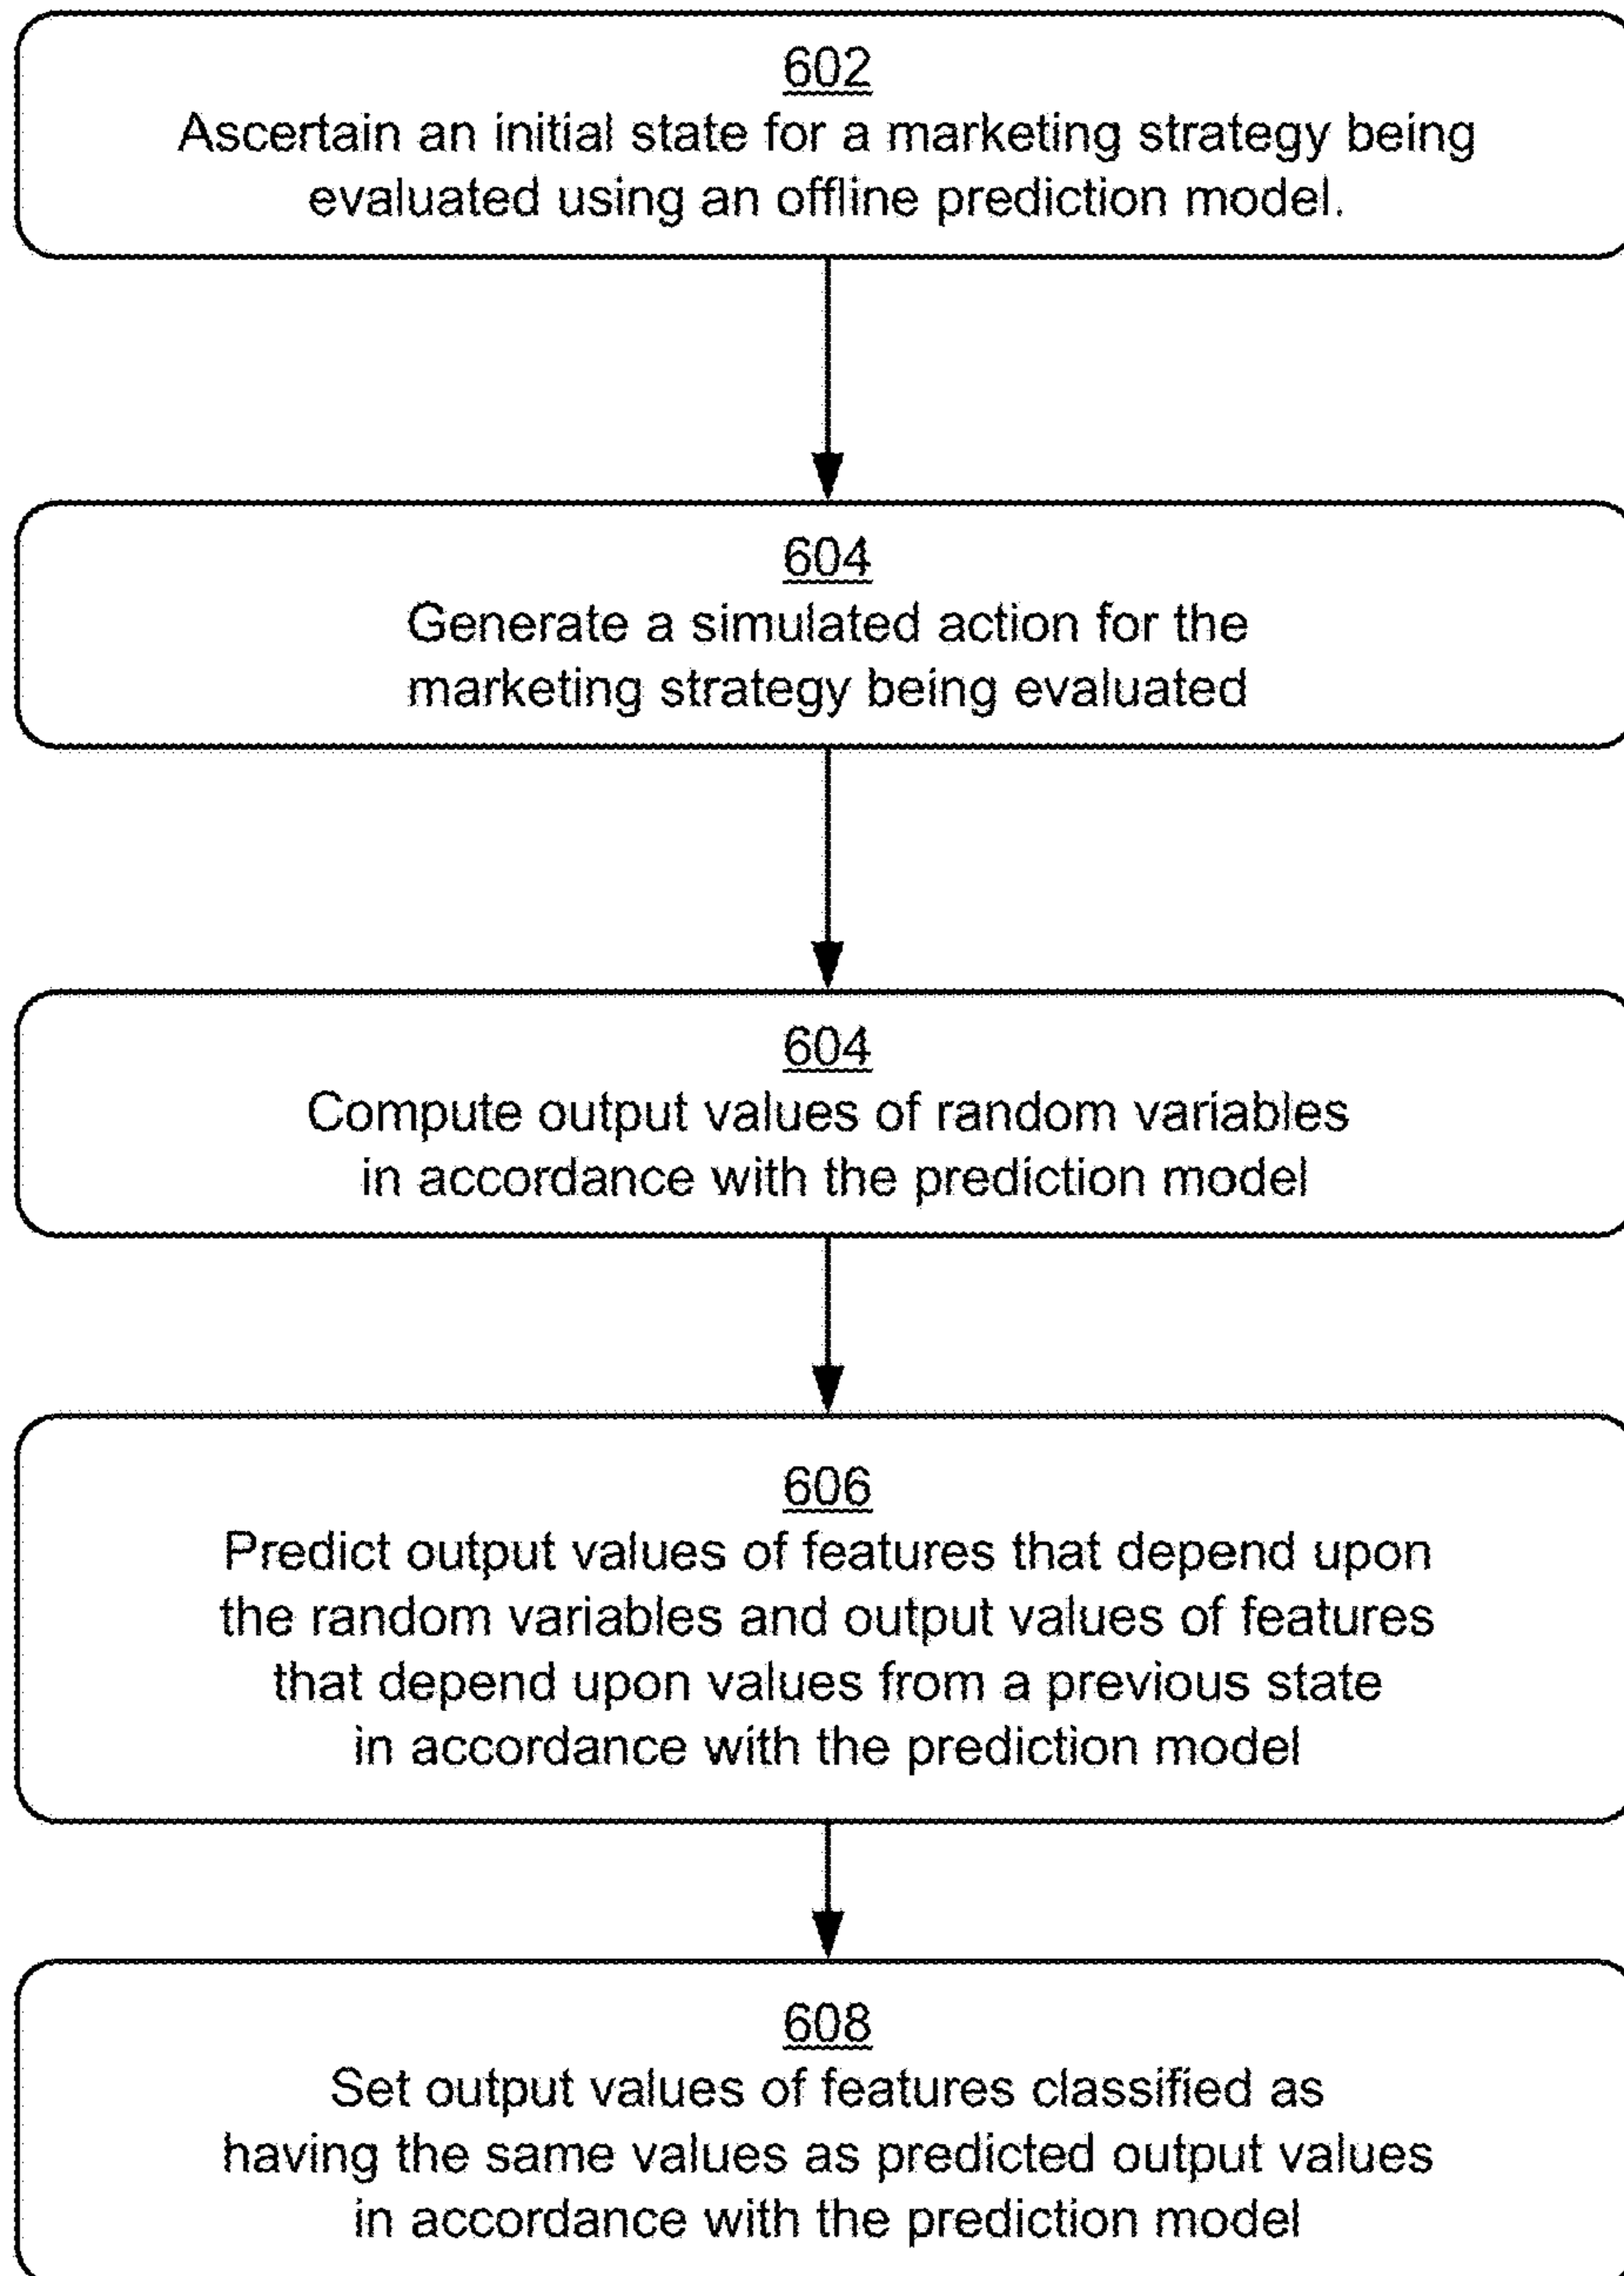 602
Ascertain an initial state for a marketing strategy being
evaluated using an offline prediction model.
604
Generate a simulated action for the
marketing strategy being evaluated
604
Compute output values of random variables
in accordance with the prediction model
606
Predict output values of features that depend upon
the random variables and output values of features
that depend upon values from a previous state
in accordance with the prediction model
608
Set output values of features classified as
having the same values as predicted output values
in accordance with the prediction model